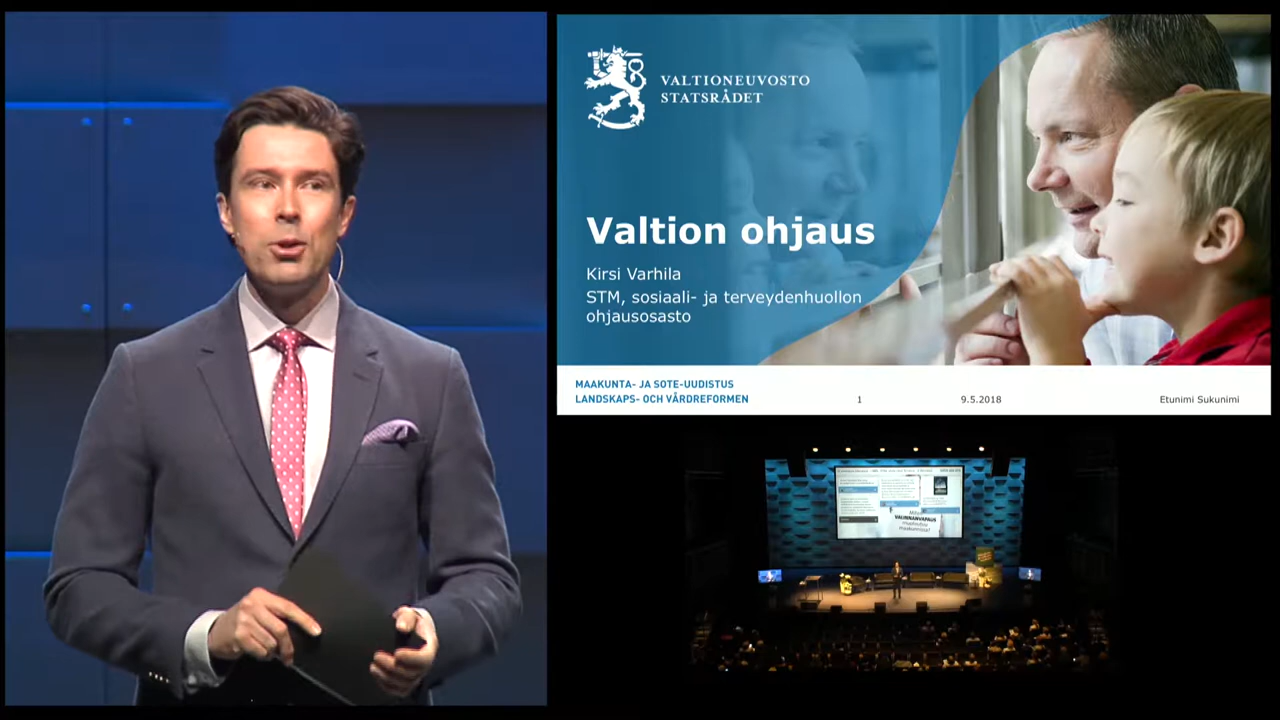 VALTIONEUVOSTO
STATSRÅDET
Valtion ohjaus
Kirsi Varhila
STM, sosiaali- ja terveydenhuollon
ohjausosasto
MAAKUNTA- JA SOTE-UUDISTUS
LANDSKAPS- OCH VÅRDREFORMEN
1
9.5.2018
Etunimi Sukunimi
VALINNANVAPAUS